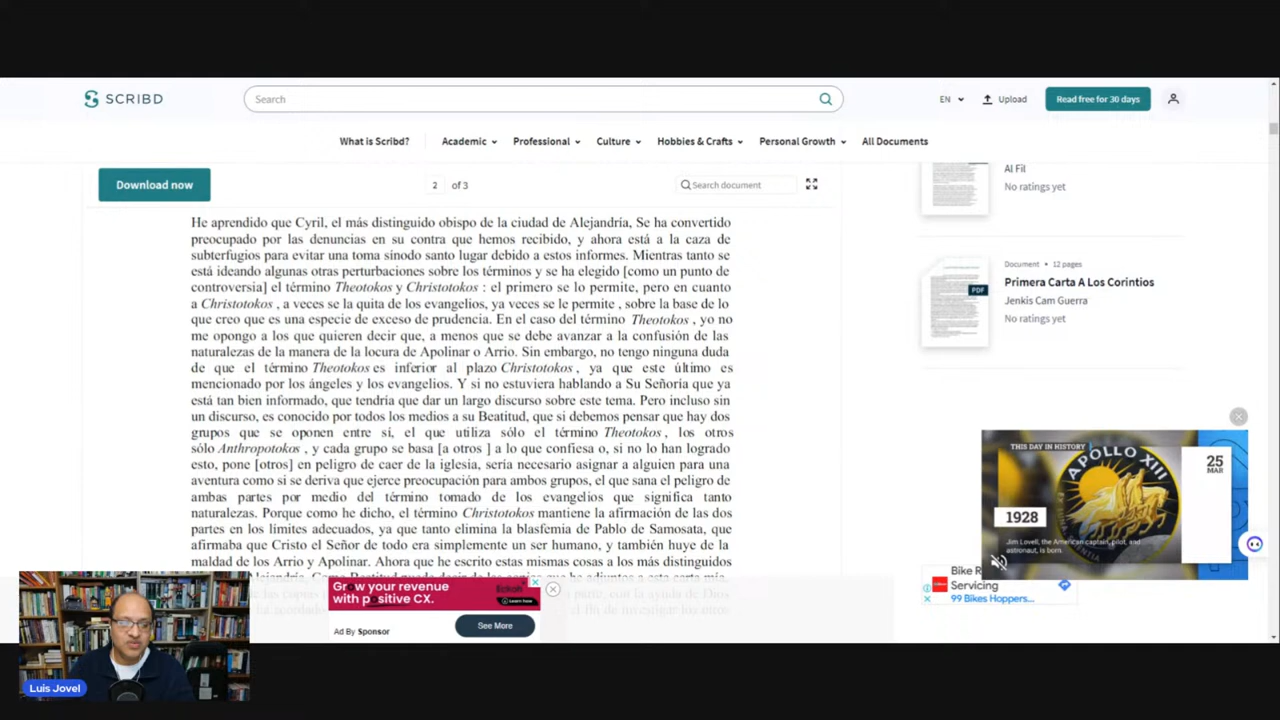 SCRIBD
Search
EN
Upload
Read free for 30 days
What is Scribd?
Academic
Professional
Culture
Hobbies & Crafts
Personal Growth
All Documents
Download now
2 of 3
Search document
He aprendido que Cyril, el más distinguido obispo de la ciudad de Alejandría, Se ha convertido
preocupado por las denuncias en su contra que hemos recibido, y ahora está a la caza de
subterfugios para evitar una toma sínodo santo lugar debido a estos informes. Mientras tanto se
está ideando algunas otras perturbaciones sobre los términos y se ha elegido [como un punto de
controversia] el término Theotokos y Christotokos : el primero se lo permite, pero en cuanto
a Christotokos , a veces se la quita de los evangelios, ya veces se le permite , sobre la base de lo
que creo que es una especie de exceso de prudencia. En el caso del término Theotokos , yo no
me opongo a los que quieren decir que, a menos que se debe avanzar a la confusión de las
naturalezas de la manera de la locura de Apolinar o Arrio. Sin embargo, no tengo ninguna duda
de que el término Theotokos es inferior al plazo Christotokos , ya que este último es
mencionado por los ángeles y los evangelios. Y si no estuviera hablando a Su Señoría que ya
está tan bien informado, que tendría que dar un largo discurso sobre este tema. Pero incluso sin
un discurso, es conocido por todos los medios a su Beatitud, que si debemos pensar que hay dos
grupos que se oponen entre sí, el que utiliza sólo el término Theotokos , los otros
sólo Anthropotokos , y cada grupo se basa [a otros ] a lo que confiesa o, si no lo han logrado
esto, pone [otros] en peligro de caer de la iglesia, sería necesario asignar a alguien para una
aventura como si se deriva que ejerce preocupación para ambos grupos, el que sana el peligro de
ambas partes por medio del término tomado de los evangelios que significa tanto
naturalezas. Porque como he dicho, el término Christotokos mantiene la afirmación de las dos
partes en los límites adecuados, ya que tanto elimina la blasfemia de Pablo de Samosata, que
afirmaba que Cristo el Señor de todo era simplemente un ser humano, y también huye de la
maldad de los Arrio y Apolinar. Ahora que he escrito estas mismas cosas a los más distinguidos
Al Fil
No ratings yet
Document • 12 pages
PDF
Primera Carta A Los Corintios
Jenkis Cam Guerra
No ratings yet
THIS DAY IN HISTORY
APOLLO XIII
25
MAR
1928
Jim Lovell, the American captain, pilot, and
astronaut, is born.
Bike R
Servicing
99 Bikes Hoppers...
Grow your revenue
with positive CX.
Learn how
Ad By Sponsor
See More
Luis Jovel